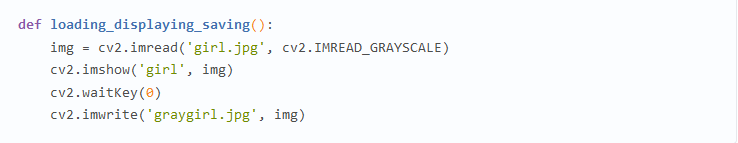 def loading_displaying_saving():
    img = cv2.imread('girl.jpg', cv2.IMREAD_GRAYSCALE)
    cv2.imshow('girl', img)
    cv2.waitKey(0)
    cv2.imwrite('graygirl.jpg', img)